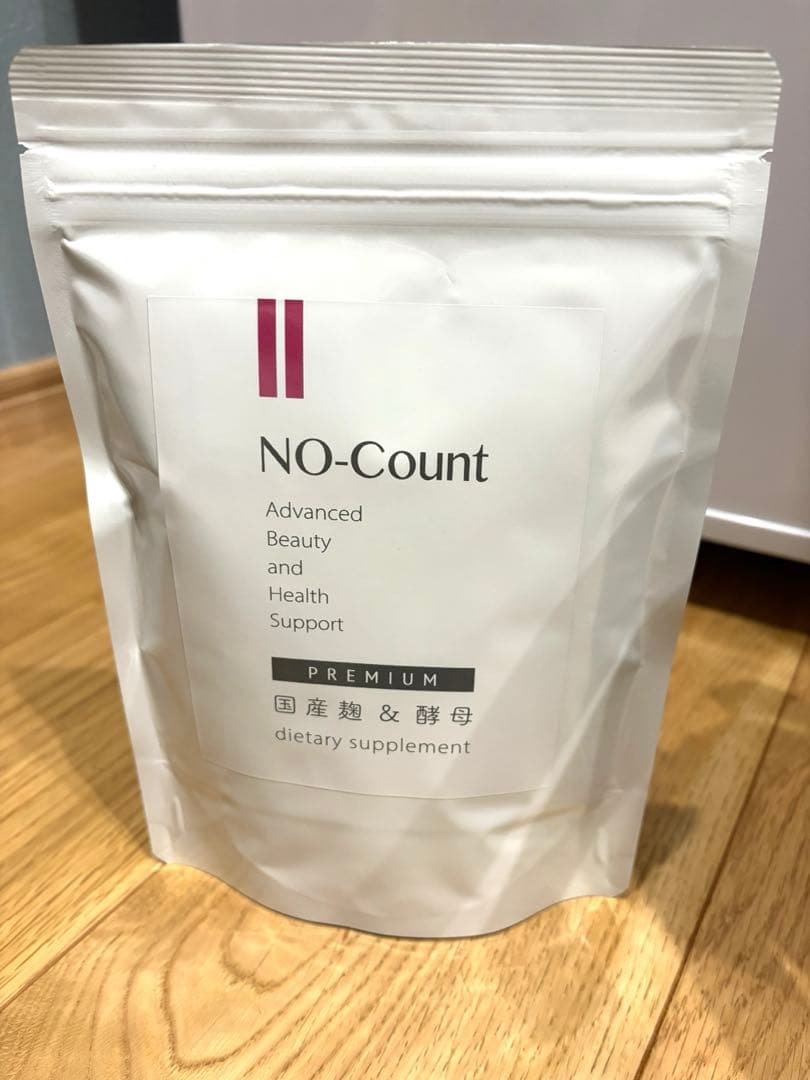 NO-Count
Advanced
Beauty
and
Health
Support
PREMIUM
国産麹 & 酵母
dietary supplement